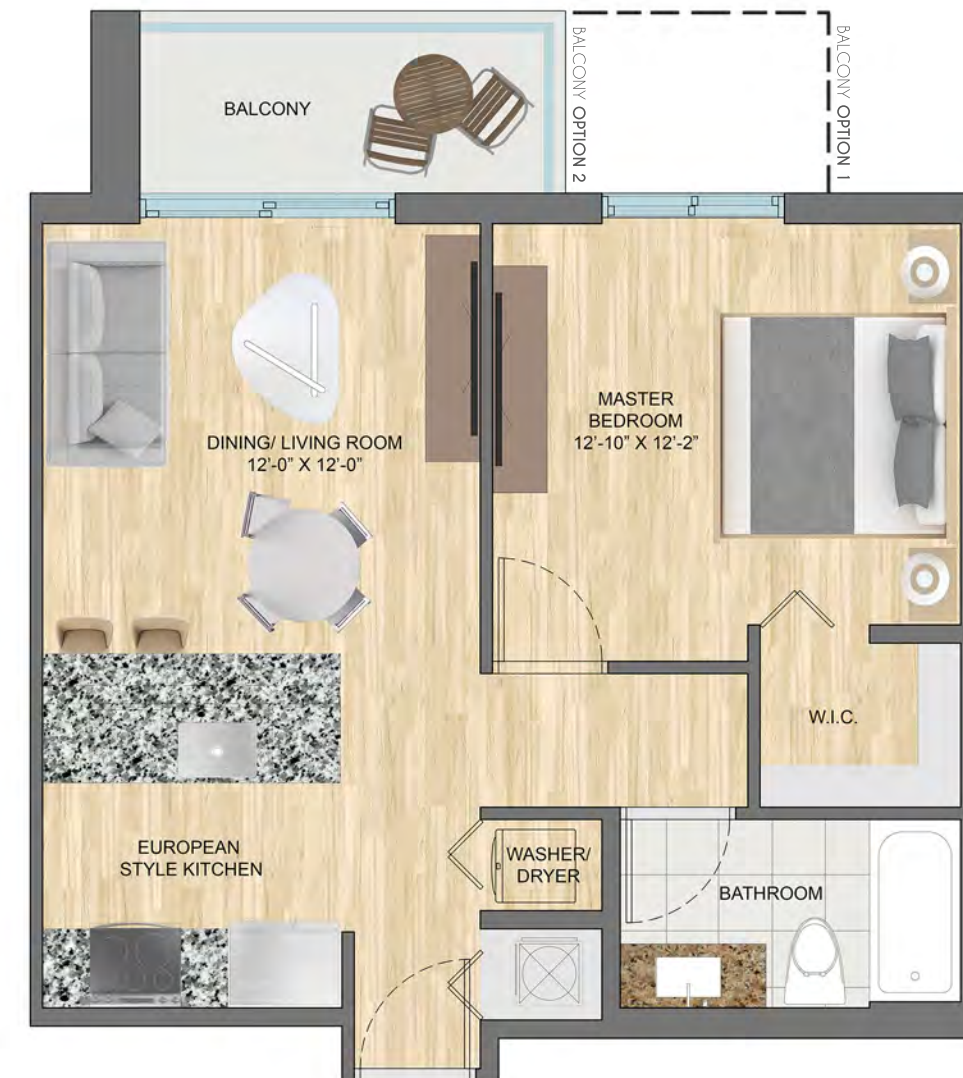 BALCONY
BALCONY OPTION 2
BALCONY OPTION 1
DINING/ LIVING ROOM
12'-0” X 12'-0”
MASTER
BEDROOM
12'-10” X 12'-2”
W.I.C.
EUROPEAN
STYLE KITCHEN
WASHER/
DRYER
BATHROOM